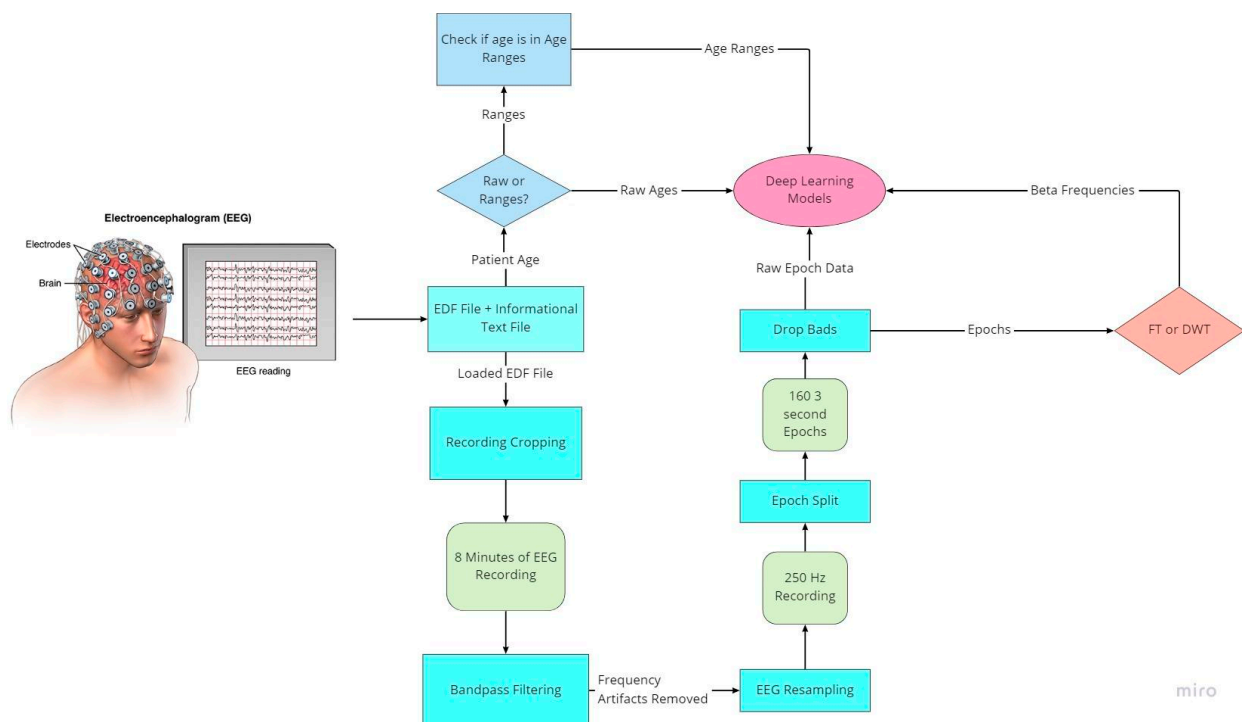 Check if age is in Age
Ranges
Age Ranges
Ranges
Raw or
Ranges?
Raw Ages
Deep Learning
Models
Beta Frequencies
Electroencephalogram (EEG)
Electrodes
Brain
EEG reading
Patient Age
Raw Epoch Data
EDF File + Informational
Text File
Drop Bads
Epochs
FT or DWT
Loaded EDF File
160 3
second
Epochs
Recording Cropping
Epoch Split
8 Minutes of EEG
Recording
250 Hz
Recording
Bandpass Filtering
Frequency
Artifacts Removed
EEG Resampling
miro